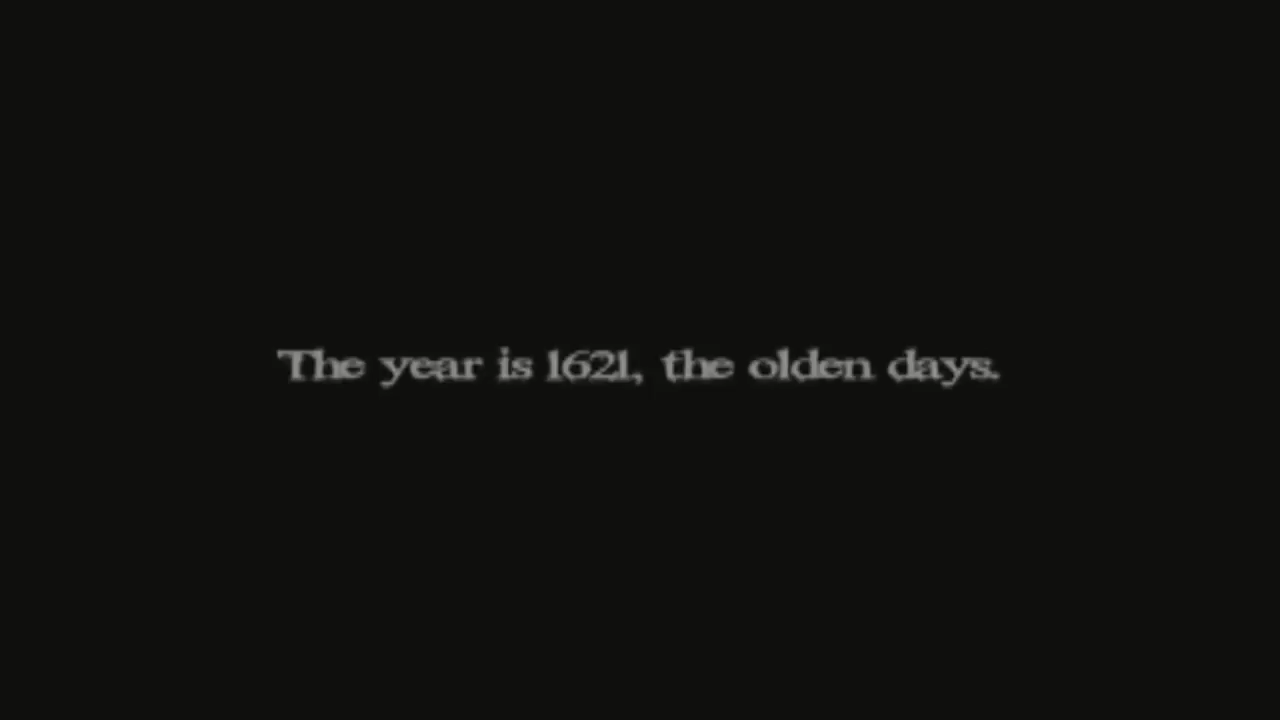 The year is 1621, the olden days.